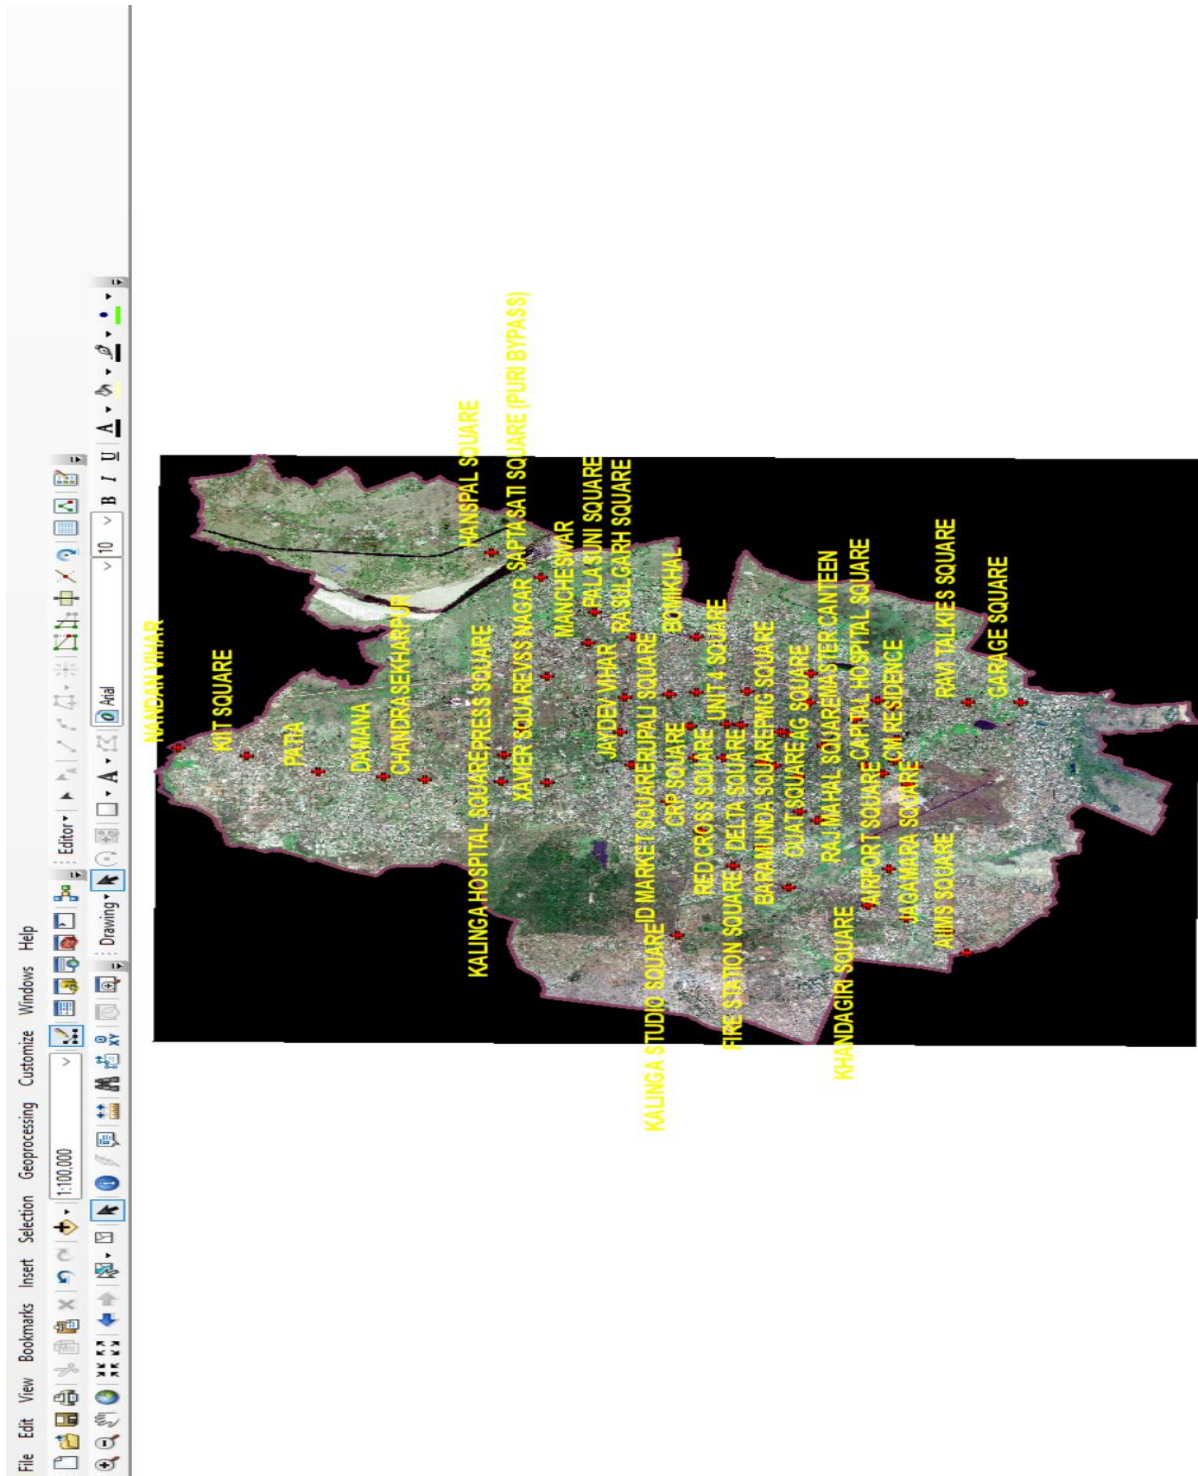 File Edit View Bookmarks Insert Selection Geoprocessing Customize Windows Help
1:100,000
Editor
Drawing
A
Arial
10
B I U A
NANDAN VIHAR
KIIT SQUARE
PATIA
DAMANA
CHANDRASEKHARPUR
HANSPAL SQUARE
KALINGA HOSPITAL SQUARE
PRESS SQUARE
SAPTASATI SQUARE (PURI BYPASS)
XAVIER SQUARE
VSS NAGAR
MANCHESWAR
PALA SUNI SQUARE
JAYDEV VIHAR
RASULGARH SQUARE
KALINGA STUDIO SQUARE
ID MARKET SQUARE
RUPALI SQUARE
CRP SQUARE
BOMIKHAL
RED CROSS SQUARE
UNIT 4 SQUARE
FIRE STATION SQUARE
DELTA SQUARE
BARAMUNDA SQUARE
PMG SQUARE
OUAT SQUARE
AG SQUARE
RAJ MAHAL SQUARE
MASTER CANTEEN
KHANDAGIRI SQUARE
CAPITAL HOSPITAL SQUARE
AIRPORT SQUARE
CM RESIDENCE
JAGAMARA SQUARE
AIIMS SQUARE
RAVI TALKIES SQUARE
GARAGE SQUARE